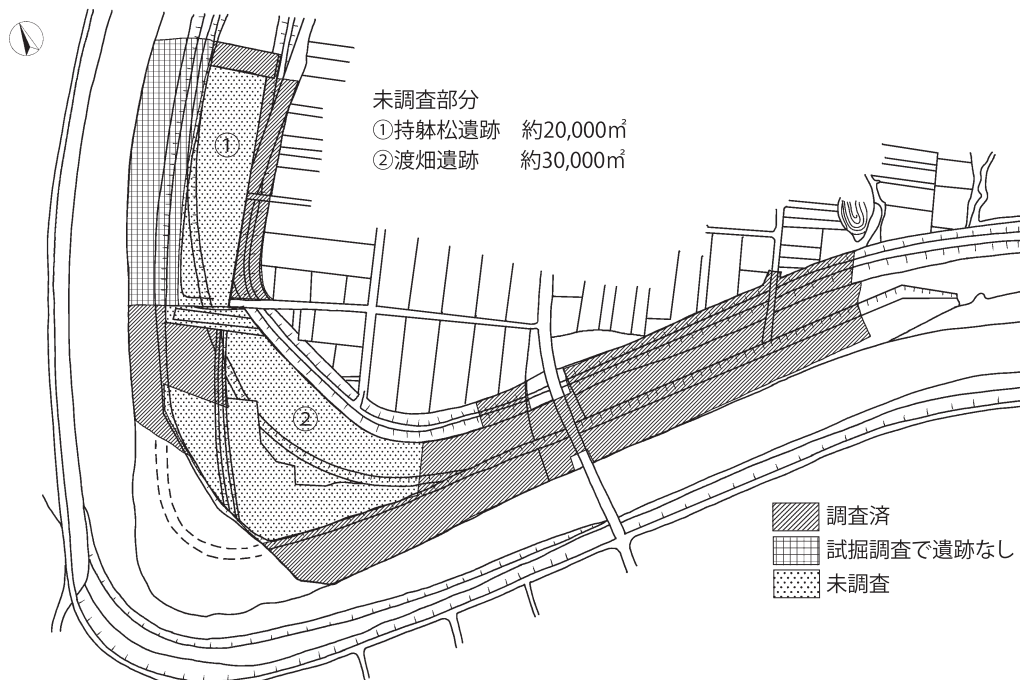 未調査部分
①持躰松遺跡 約20,000㎡
②渡畑遺跡 約30,000㎡
①
②
調査済
試掘調査で遺跡なし
未調査